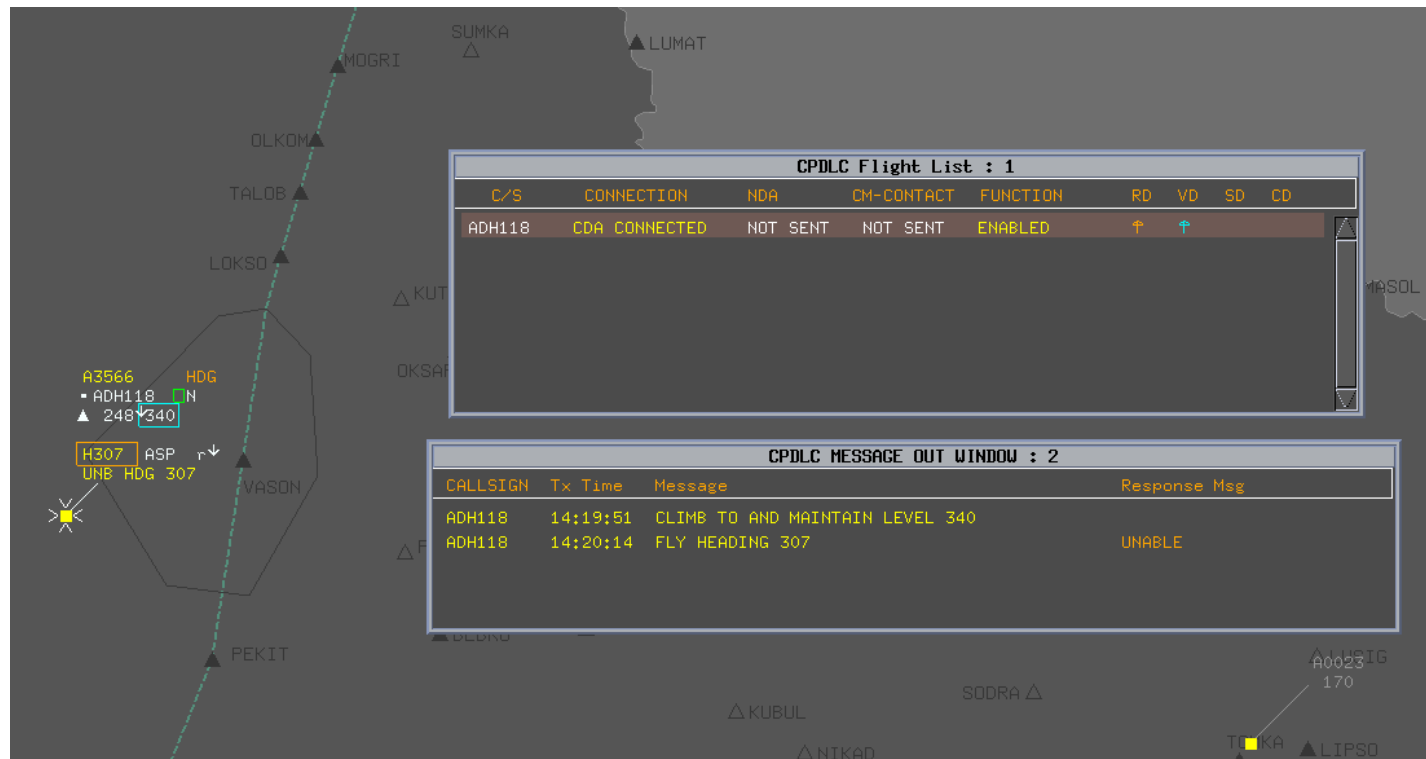 SUMKA
LUMAT
MOGRI
OLKOM
CPDLC Flight List : 1
TALOB
C/S CONNECTION NDA CM-CONTACT FUNCTION RD VD SD CD
ADH118 CDA CONNECTED NOT SENT NOT SENT ENABLED
LOKSO
KUT
MASOL
OKSAR
A3566 HDG
ADH118 N
248 340
H307 ASP r
UNB HDG 307
VASON
CPDLC MESSAGE OUT WINDOW : 2
CALLSIGN Tx Time Message Response Msg
ADH118 14:19:51 CLIMB TO AND MAINTAIN LEVEL 340
ADH118 14:20:14 FLY HEADING 307 UNABLE
PEKIT
A0023
170
SODRA
KUBUL
NIKAD
LIPSO